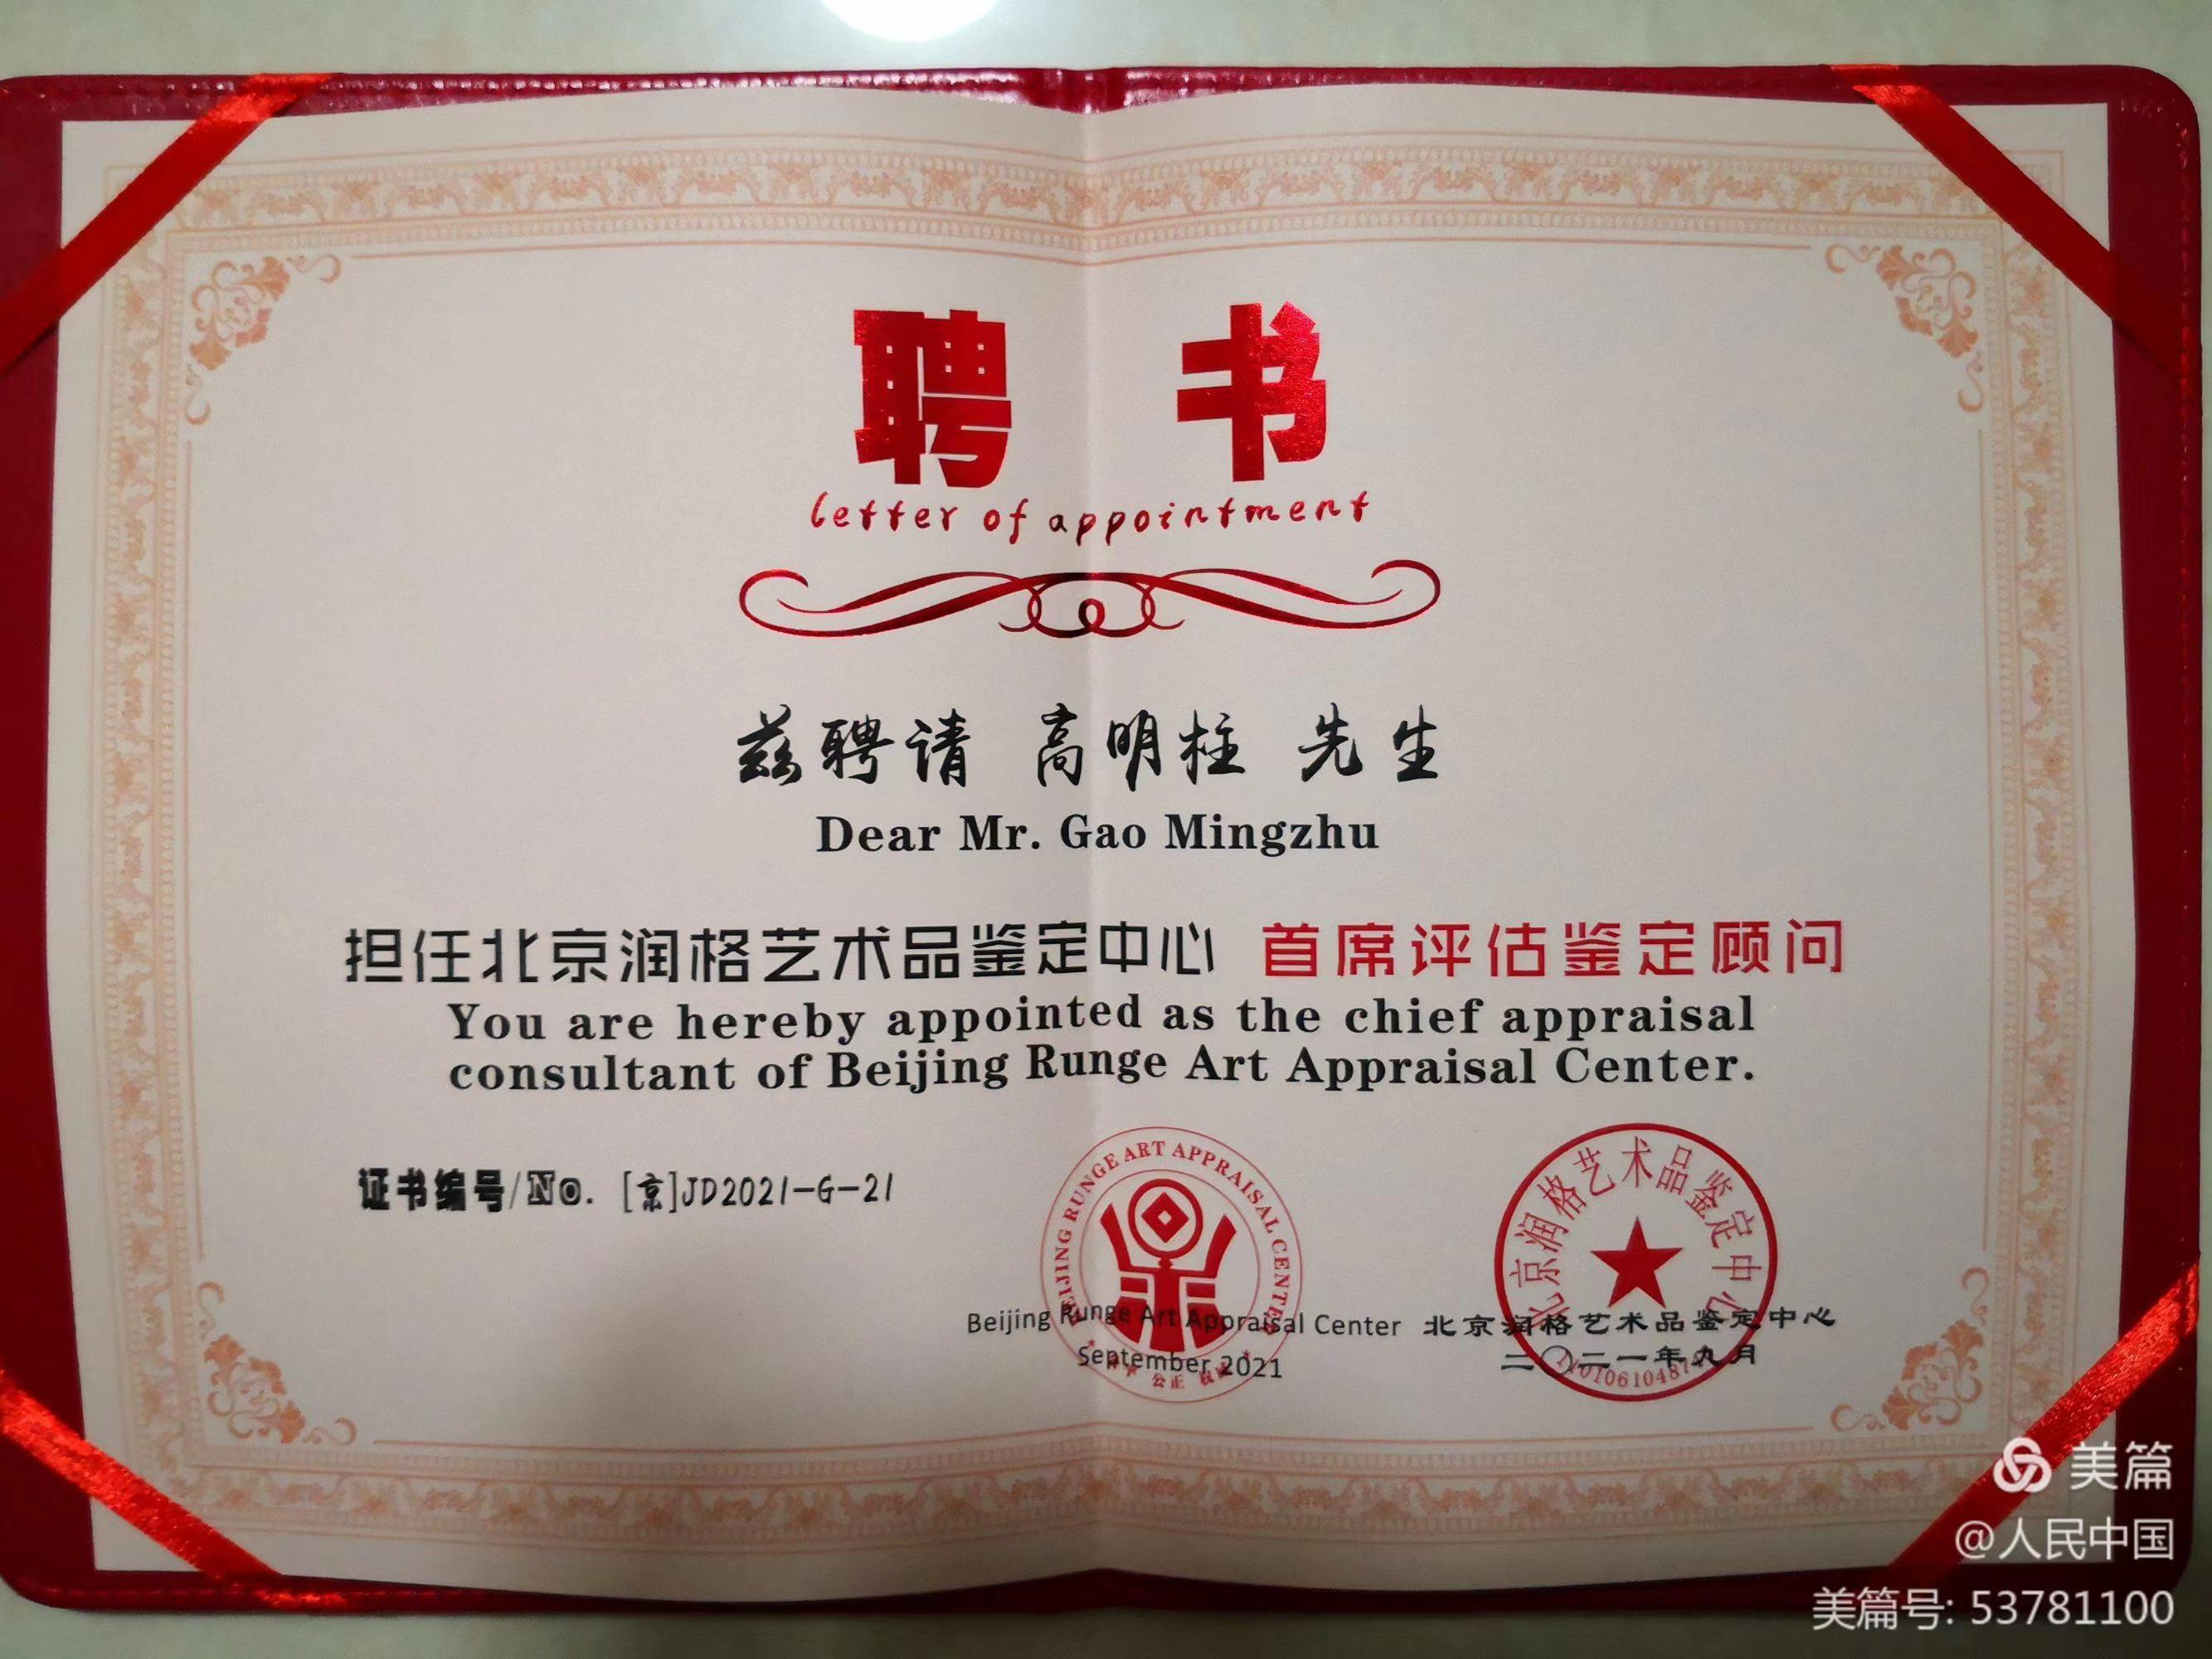 聘 书
letter of appointment
兹聘请 高明柱 先生
Dear Mr. Gao Mingzhu
担任北京润格艺术品鉴定中心 首席评估鉴定顾问
You are hereby appointed as the chief appraisal
consultant of Beijing Runge Art Appraisal Center.
证书编号/No. [京]JD2021-G-21
BEIJING RUNGE ART APPRAISAL CENTER
公正
北京润格艺术品鉴定中心
Beijing Runge Art Appraisal Center 北京润格艺术品鉴定中心
September, 2021 二〇二一年九月
美篇
@人民中国
美篇号: 53781100